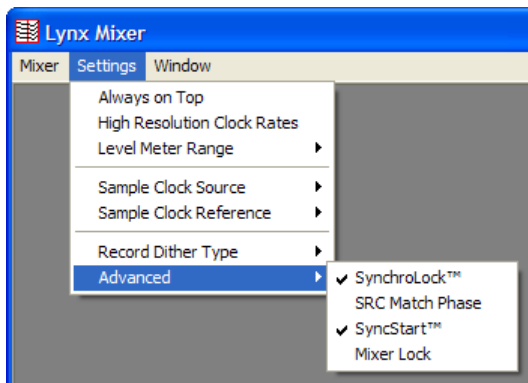 Lynx Mixer
Mixer Settings Window
Always on Top
High Resolution Clock Rates
Level Meter Range
Sample Clock Source
Sample Clock Reference
Record Dither Type
Advanced
SynchroLock™
SRC Match Phase
SyncStart™
Mixer Lock